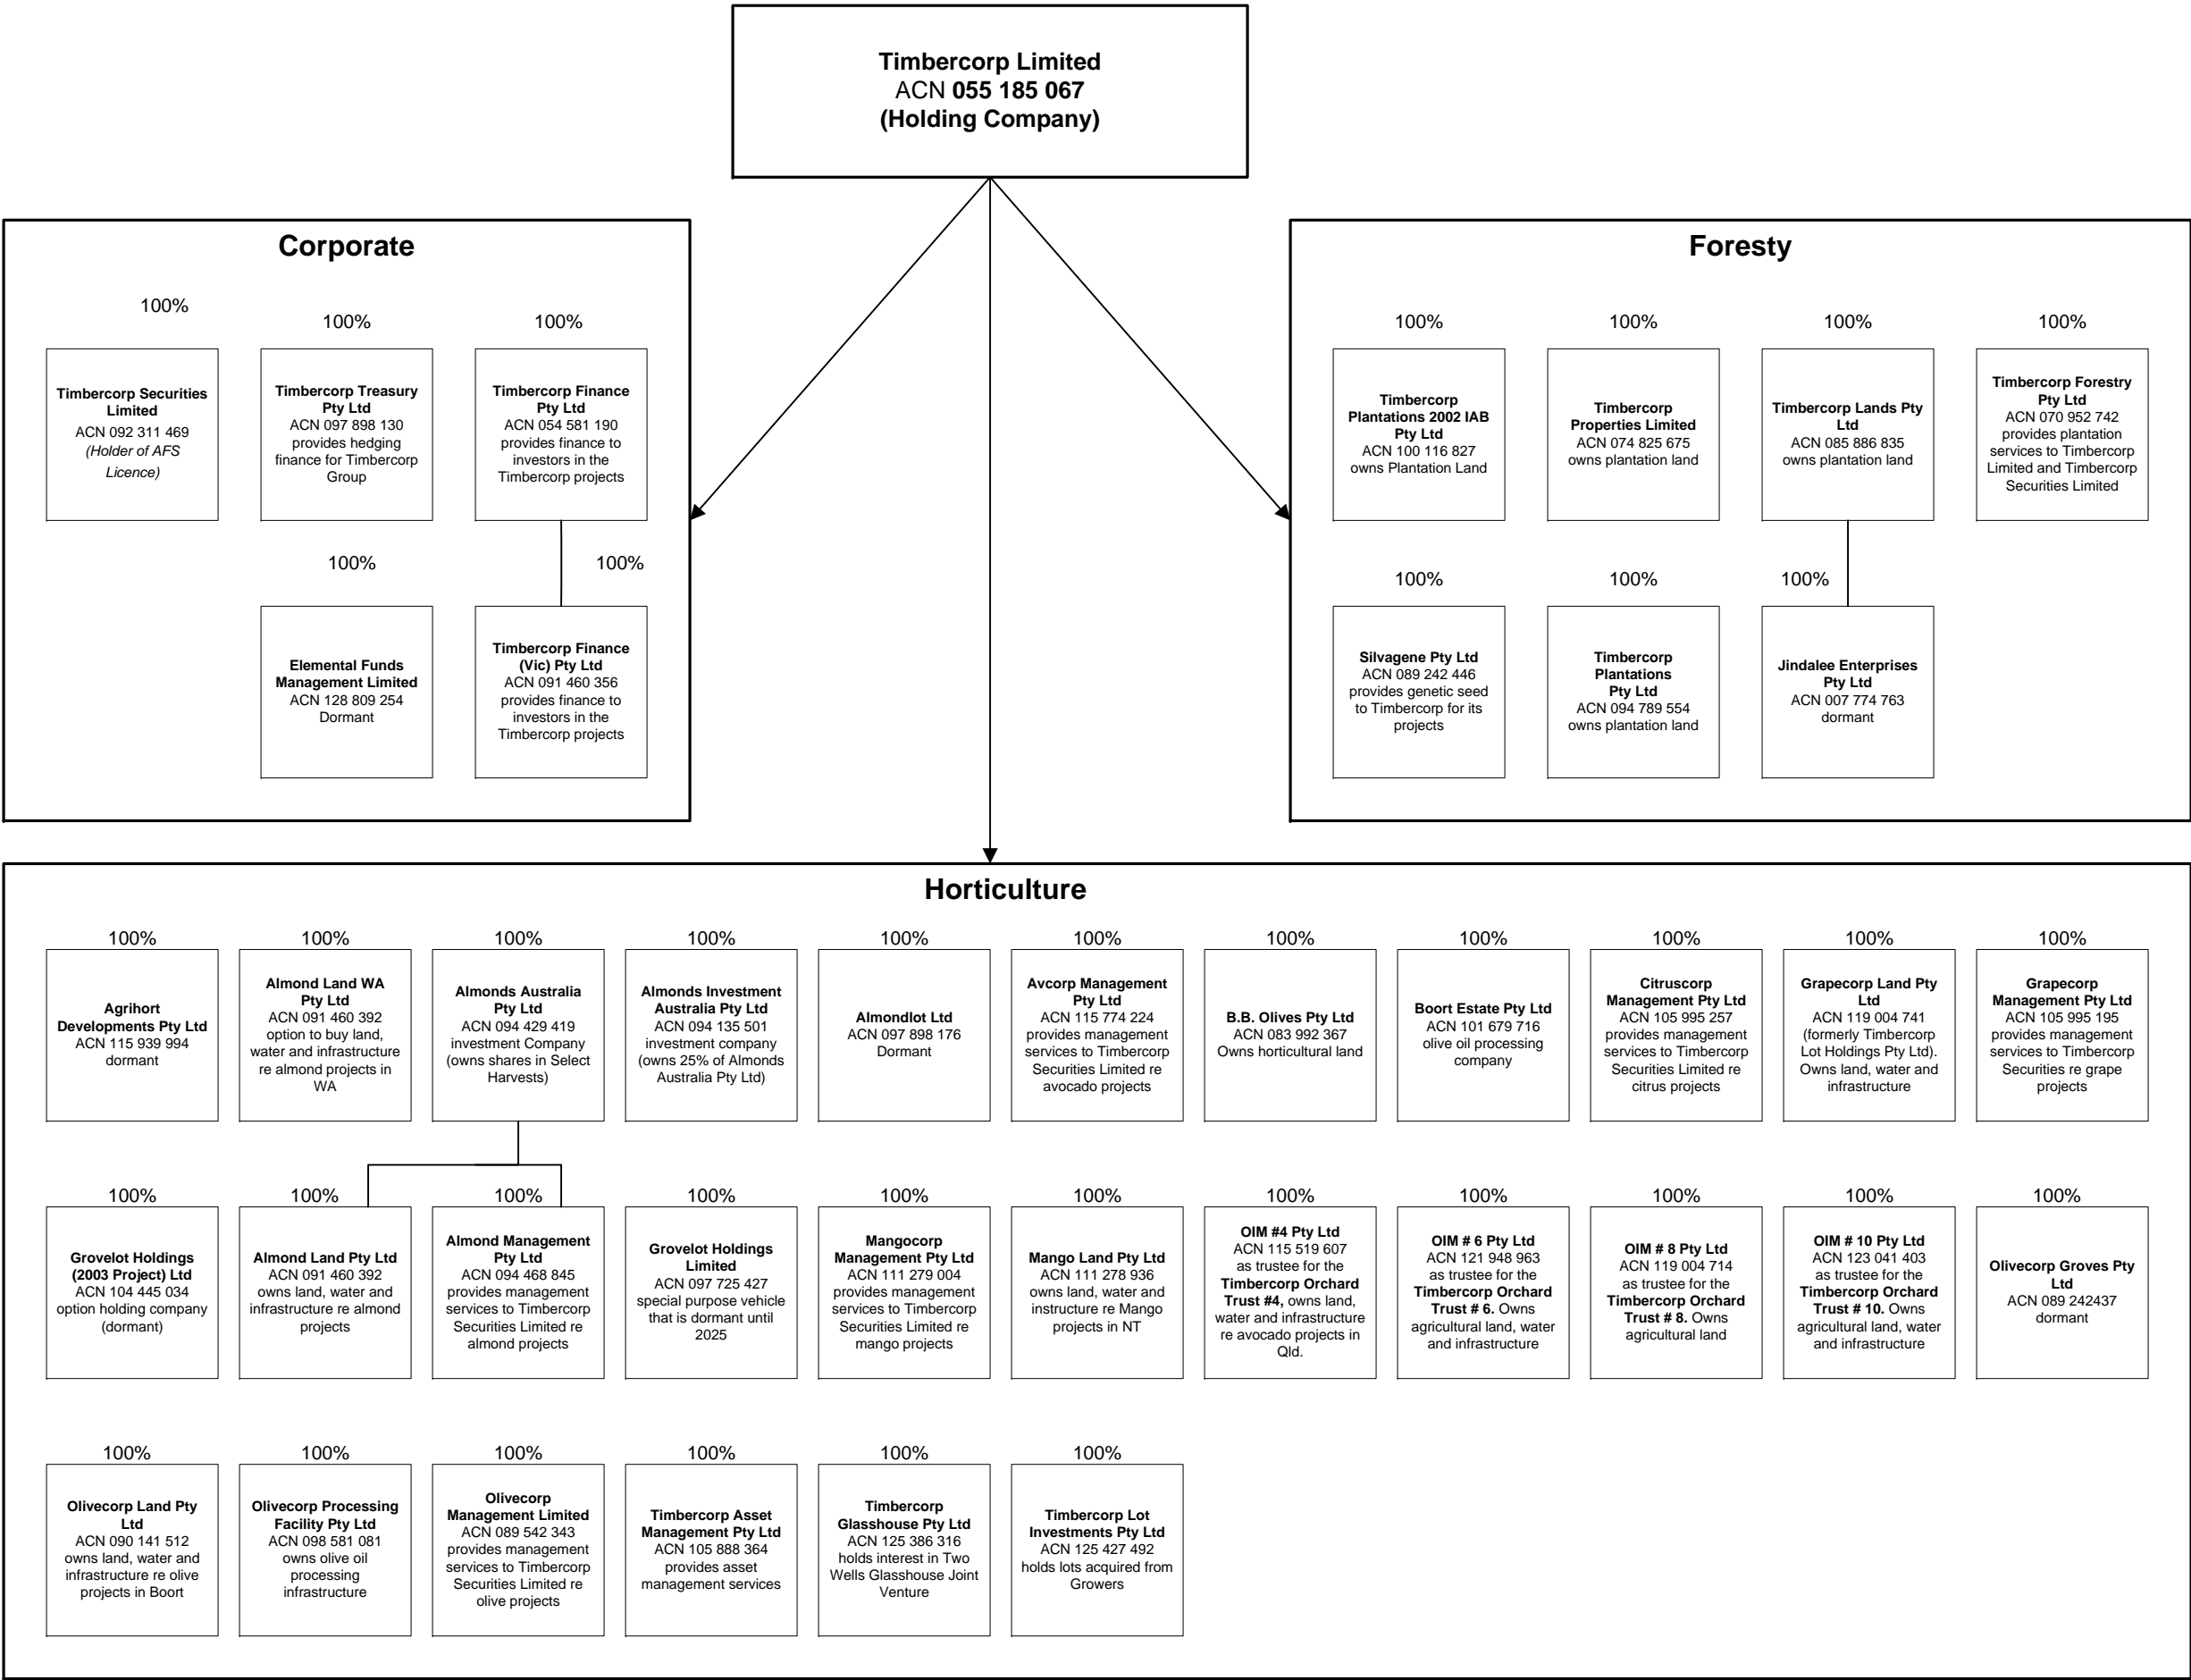 Timbercorp Limited
ACN 055 185 067
(Holding Company)
Corporate
100%
100%
100%
Timbercorp Securities
Limited
ACN 092 311 469
(Holder of AFS
Licence)
Timbercorp Treasury
Pty Ltd
ACN 097 898 130
provides hedging
finance for Timbercorp
Group
Timbercorp Finance
Pty Ltd
ACN 054 581 190
provides finance to
investors in the
Timbercorp projects
100%
100%
Elemental Funds
Management Limited
ACN 128 809 254
Dormant
Timbercorp Finance
(Vic) Pty Ltd
ACN 091 460 356
provides finance to
investors in the
Timbercorp projects
Foresty
100%
100%
100%
100%
Timbercorp
Plantations 2002 IAB
Pty Ltd
ACN 100 116 827
owns Plantation Land
Timbercorp
Properties Limited
ACN 074 825 675
owns plantation land
Timbercorp Lands Pty
Ltd
ACN 085 886 835
owns plantation land
Timbercorp Forestry
Pty Ltd
ACN 070 952 742
provides plantation
services to Timbercorp
Limited and Timbercorp
Securities Limited
100%
100%
100%
Silvagene Pty Ltd
ACN 089 242 446
provides genetic seed
to Timbercorp for its
projects
Timbercorp
Plantations
Pty Ltd
ACN 094 789 554
owns plantation land
Jindalee Enterprises
Pty Ltd
ACN 007 774 763
dormant
Horticulture
100%
100%
100%
100%
100%
100%
100%
100%
100%
100%
100%
Agrihort
Developments Pty Ltd
ACN 115 939 994
dormant
Almond Land WA
Pty Ltd
ACN 091 460 392
option to buy land,
water and infrastructure
re almond projects in
WA
Almonds Australia
Pty Ltd
ACN 094 429 419
investment Company
(owns shares in Select
Harvests)
Almonds Investment
Australia Pty Ltd
ACN 094 135 501
investment company
(owns 25% of Almonds
Australia Pty Ltd)
Almondlot Ltd
ACN 097 898 176
Dormant
Avcorp Management
Pty Ltd
ACN 115 774 224
provides management
services to Timbercorp
Securities Limited re
avocado projects
B.B. Olives Pty Ltd
ACN 083 992 367
Owns horticultural land
Boort Estate Pty Ltd
ACN 101 679 716
olive oil processing
company
Citruscorp
Management Pty Ltd
ACN 105 995 257
provides management
services to Timbercorp
Securities Limited re
citrus projects
Grapecorp Land Pty
Ltd
ACN 119 004 741
(formerly Timbercorp
Lot Holdings Pty Ltd).
Owns land, water and
infrastructure
Grapecorp
Management Pty Ltd
ACN 105 995 195
provides management
services to Timbercorp
Securities re grape
projects
100%
100%
100%
100%
100%
100%
100%
100%
100%
100%
100%
Grovelot Holdings
(2003 Project) Ltd
ACN 104 445 034
option holding company
(dormant)
Almond Land Pty Ltd
ACN 091 460 392
owns land, water and
infrastructure re almond
projects
Almond Management
Pty Ltd
ACN 094 468 845
provides management
services to Timbercorp
Securities Limited re
almond projects
Grovelot Holdings
Limited
ACN 097 725 427
special purpose vehicle
that is dormant until
2025
Mangocorp
Management Pty Ltd
ACN 111 279 004
provides management
services to Timbercorp
Securities Limited re
mango projects
Mango Land Pty Ltd
ACN 111 278 936
owns land, water and
instructure re Mango
projects in NT
OIM #4 Pty Ltd
ACN 115 519 607
as trustee for the
Timbercorp Orchard
Trust #4, owns land,
water and infrastructure
re avocado projects in
Qld.
OIM # 6 Pty Ltd
ACN 121 948 963
as trustee for the
Timbercorp Orchard
Trust # 6. Owns
agricultural land, water
and infrastructure
OIM # 8 Pty Ltd
ACN 119 004 714
as trustee for the
Timbercorp Orchard
Trust # 8. Owns
agricultural land
OIM # 10 Pty Ltd
ACN 123 041 403
as trustee for the
Timbercorp Orchard
Trust # 10. Owns
agricultural land, water
and infrastructure
Olivecorp Groves Pty
Ltd
ACN 089 242437
dormant
100%
100%
100%
100%
100%
100%
Olivecorp Land Pty
Ltd
ACN 090 141 512
owns land, water and
infrastructure re olive
projects in Boort
Olivecorp Processing
Facility Pty Ltd
ACN 098 581 081
owns olive oil
processing
infrastructure
Olivecorp
Management Limited
ACN 089 542 343
provides management
services to Timbercorp
Securities Limited re
olive projects
Timbercorp Asset
Management Pty Ltd
ACN 105 888 364
provides asset
management services
Timbercorp
Glasshouse Pty Ltd
ACN 125 386 316
holds interest in Two
Wells Glasshouse Joint
Venture
Timbercorp Lot
Investments Pty Ltd
ACN 125 427 492
holds lots acquired from
Growers